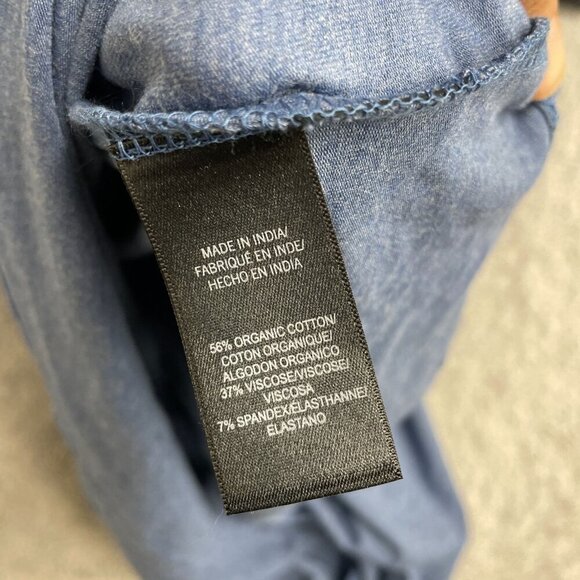 MADE IN INDIA/
FABRIQUÉ EN INDE/
HECHO EN INDIA
56% ORGANIC COTTON/
COTON ORGANIQUE/
ALGODON ORGANICO
37% VISCOSE/VISCOSE/
VISCOSA
7% SPANDEX/ÉLASTHANNE/
ELASTANO